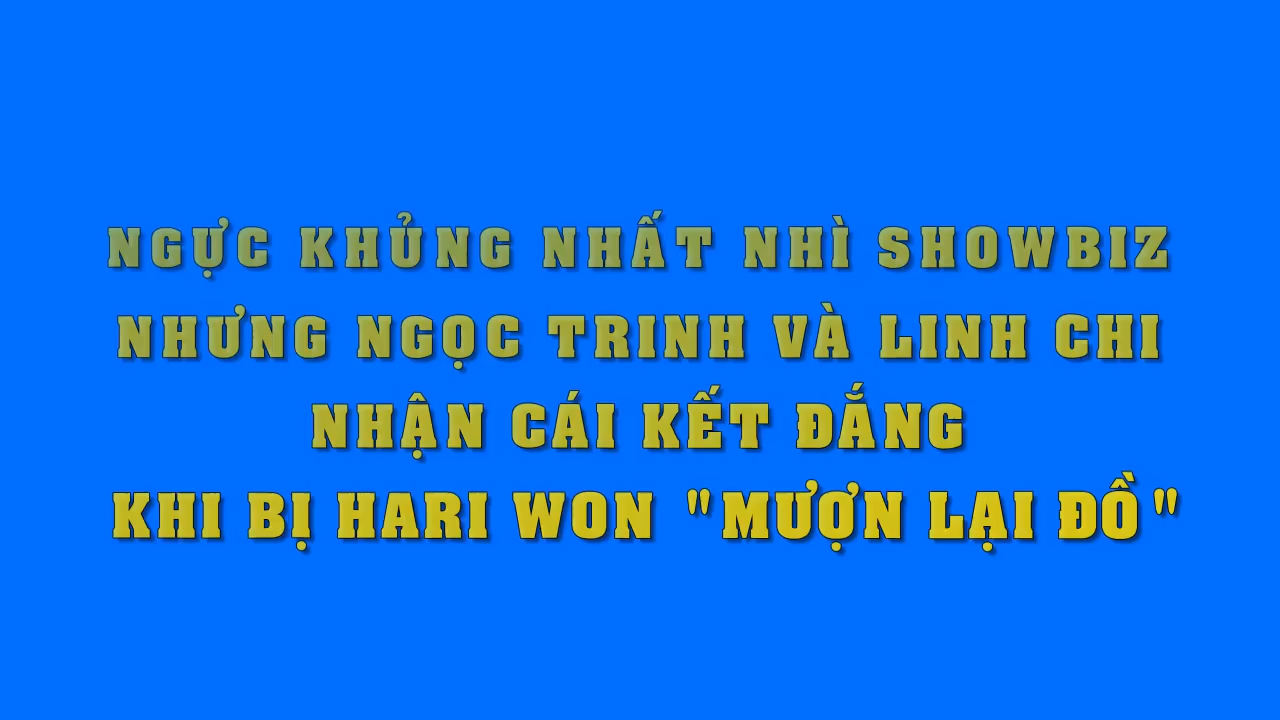 NGỰC KHỦNG NHẤT NHÌ SHOWBIZ
NHƯNG NGỌC TRINH VÀ LINH CHI
NHẬN CÁI KẾT ĐẮNG
KHI BỊ HARI WON "MƯỢN LẠI ĐỒ"